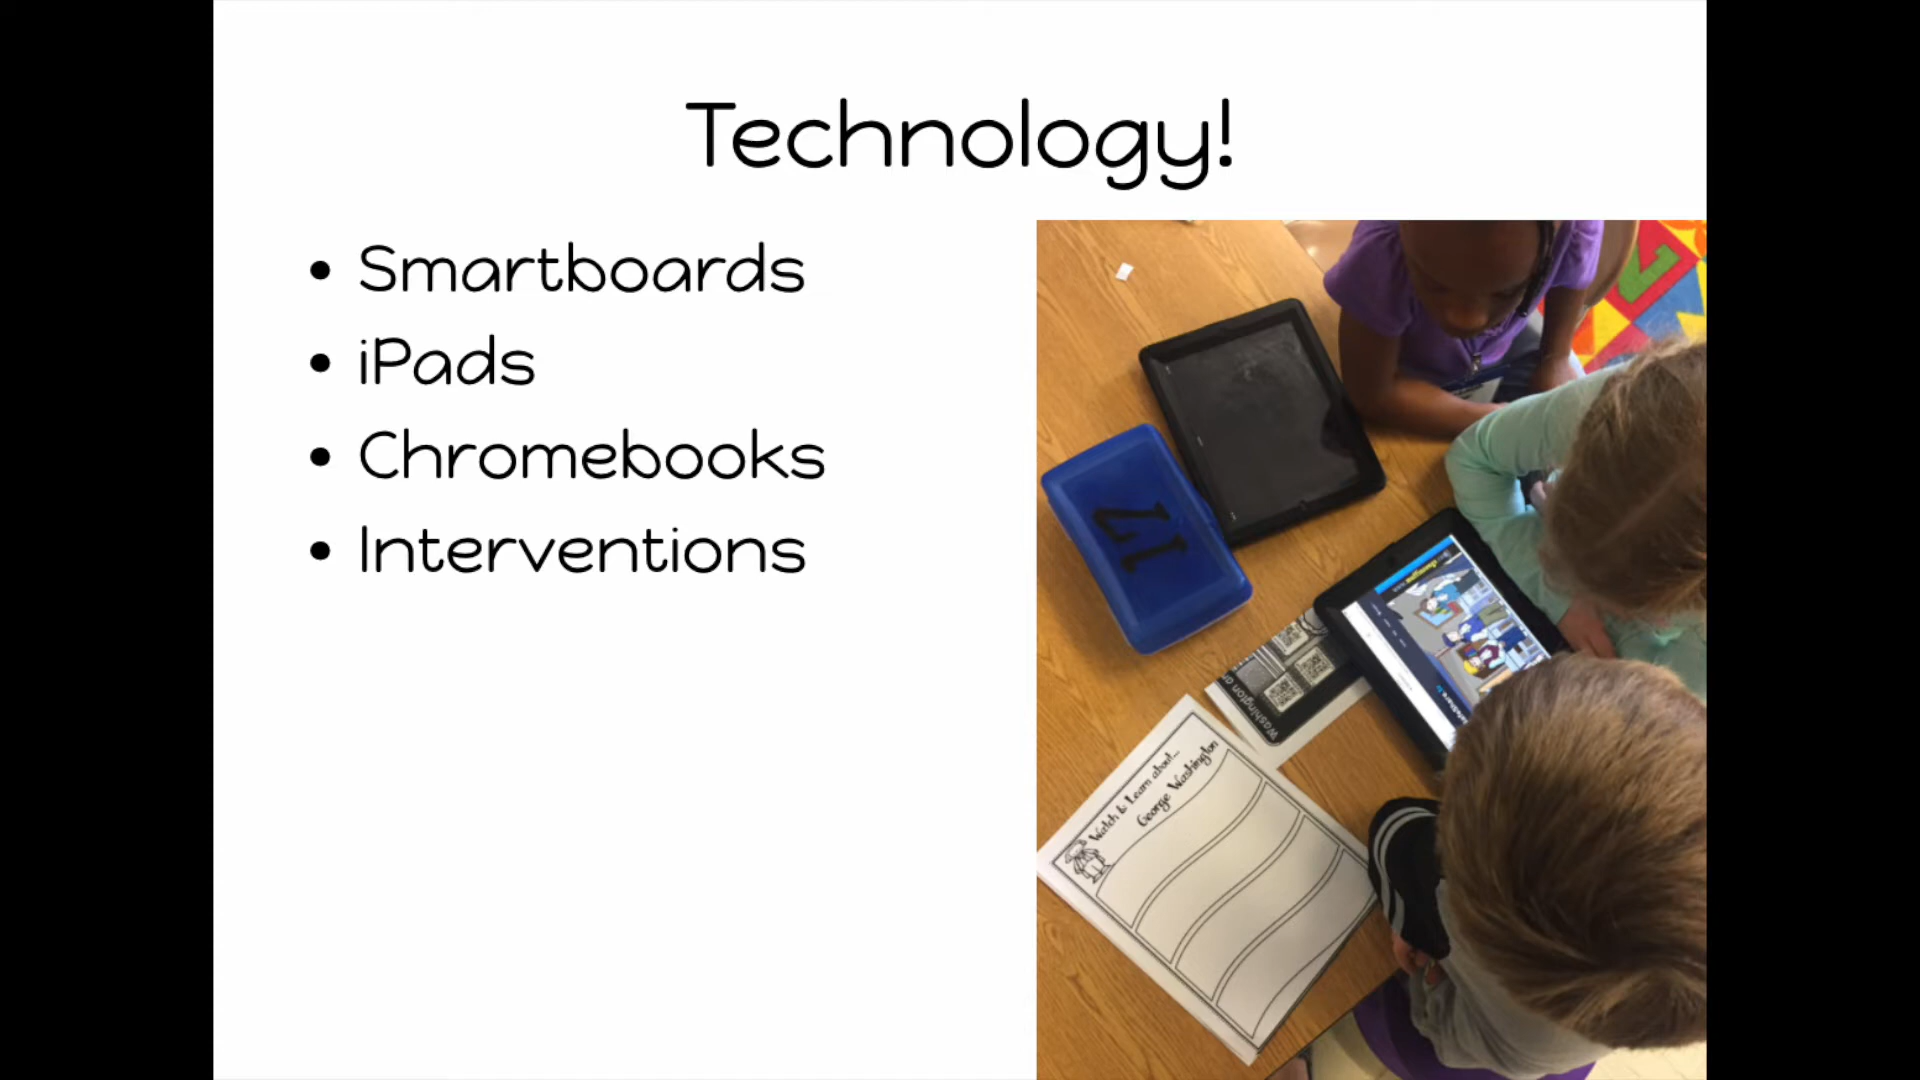 Technology!
• Smartboards
• iPads
• Chromebooks
• Interventions
17
Washington
Watch & Learn about...
George Washington